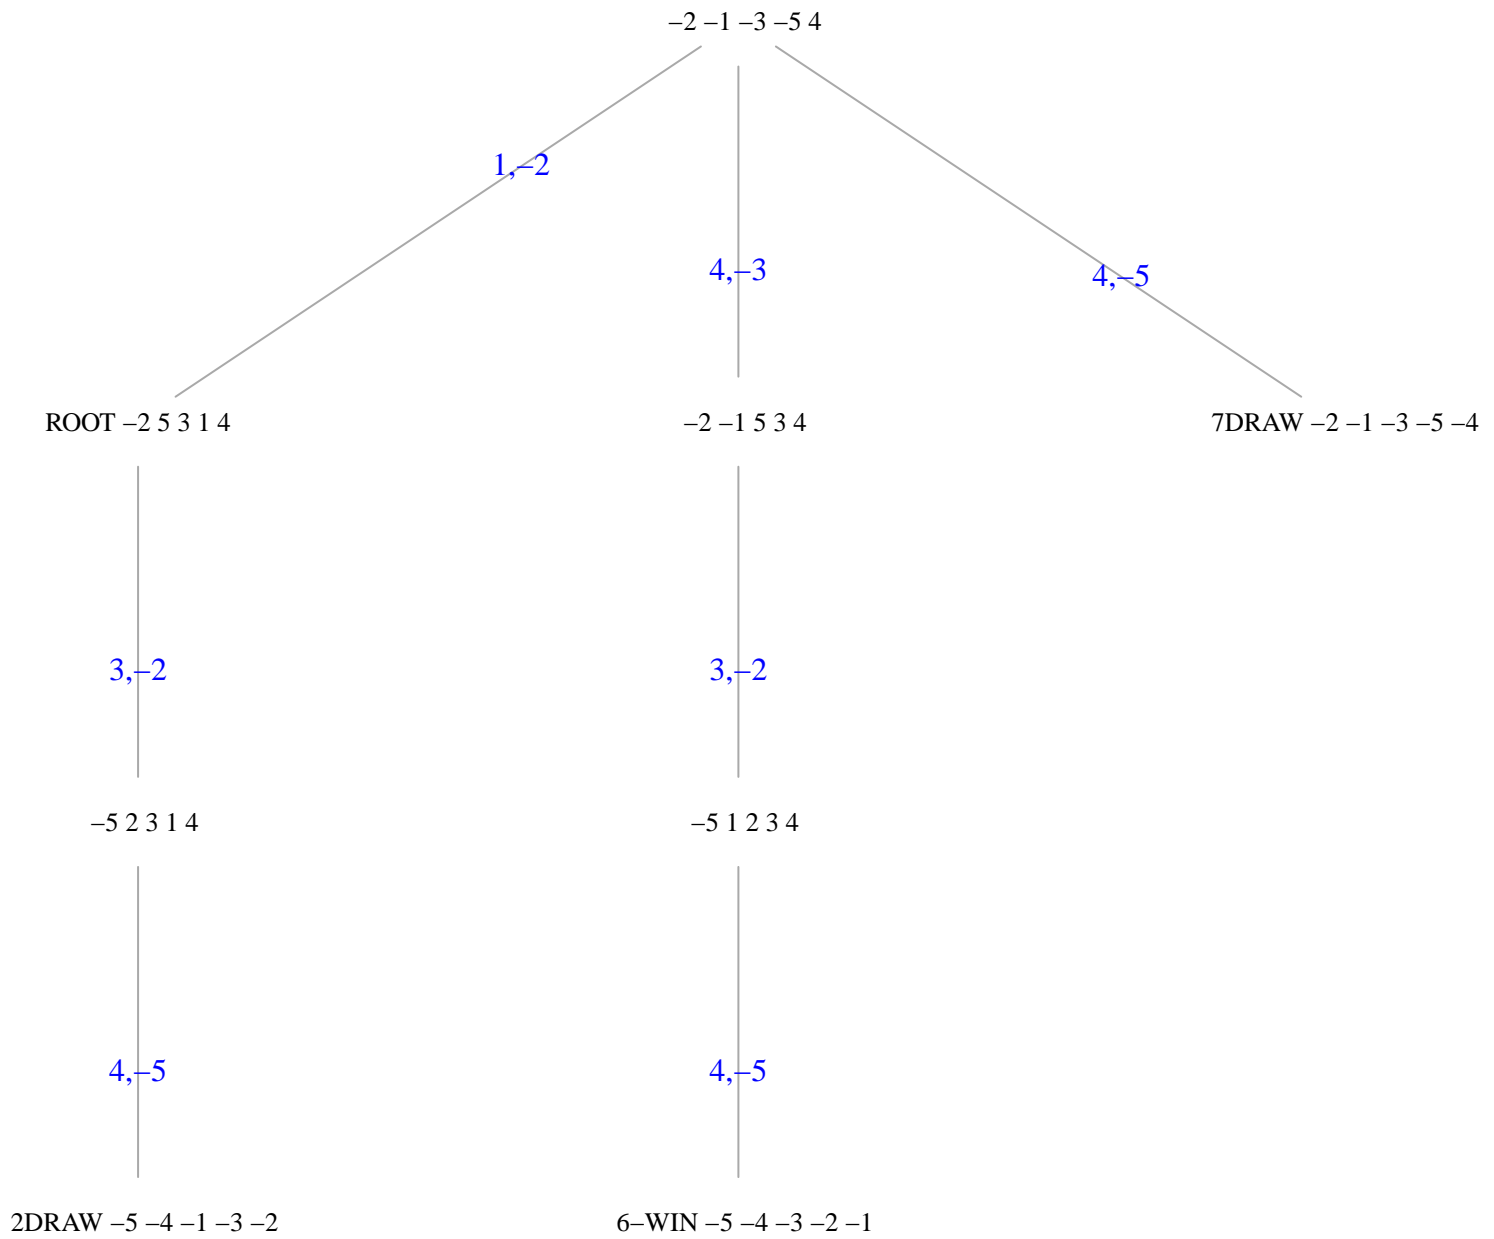 –2 –1 –3 –5 4
1,–2
4,–3
4,–5
ROOT –2 5 3 1 4
–2 –1 5 3 4
7DRAW –2 –1 –3 –5 –4
3,–2
3,–2
–5 2 3 1 4
–5 1 2 3 4
4,–5
4,–5
2DRAW –5 –4 –1 –3 –2
6–WIN –5 –4 –3 –2 –1